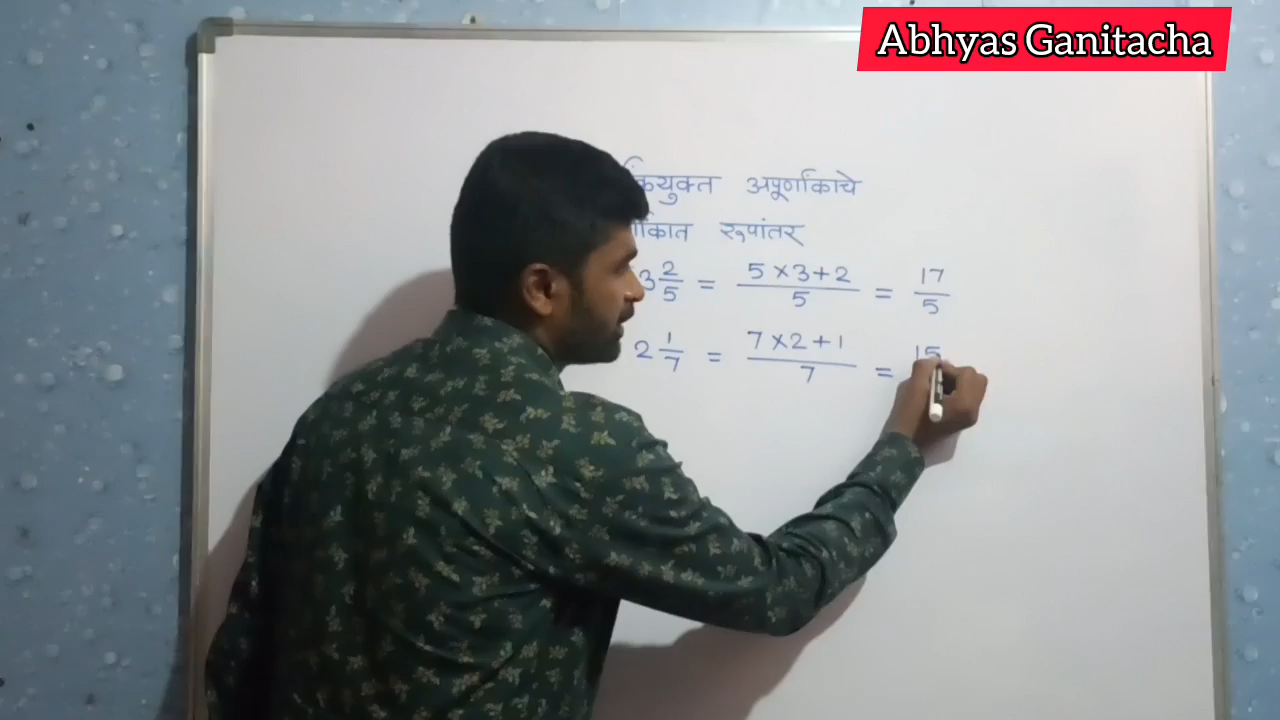 Abhyas Ganitacha
अपूर्णांकाचे
रूपांतर
3 2/5 = 5×3+2/5 = 17/5
2 1/7 = 7×2+1/7 = 15